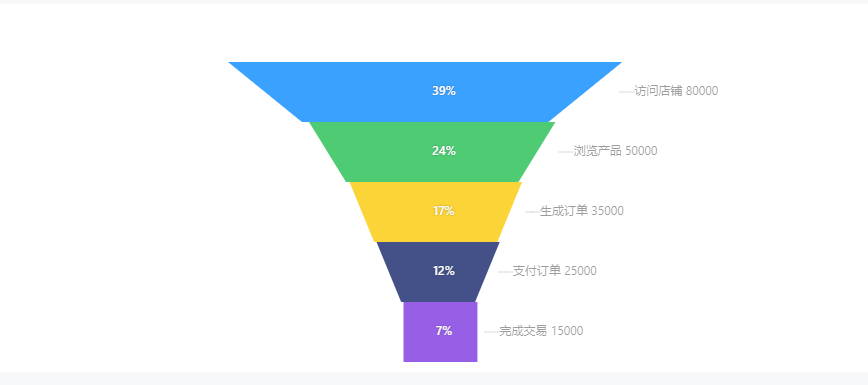 39% 访问店铺 80000
24% 浏览产品 50000
17% 生成订单 35000
12% 支付订单 25000
7% 完成交易 15000